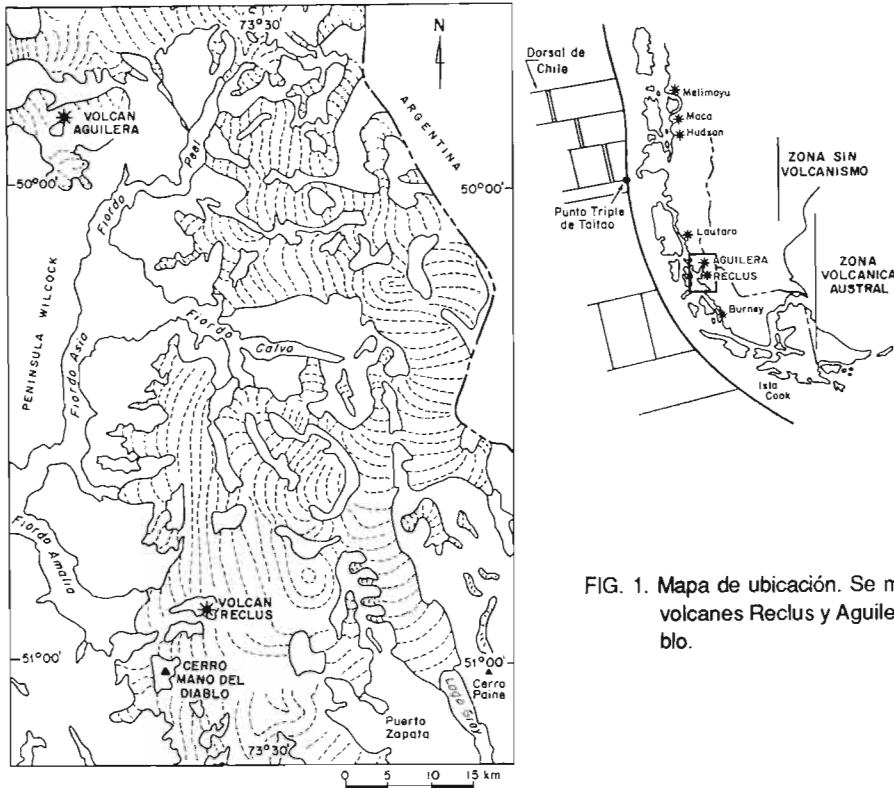 73°30'
N
VOLCAN
AGUILERA
ARGENTINA
Peel
Fiordo
50°00'
50°00'
PENINSULA WILCOCK
Fiordo Asia
Fiordo
Calvo
Fiordo Amalia
VOLCAN
RECLUS
51°00'
51°00'
CERRO
MANO DEL
DIABLO
Cerro
Paine
Lago Grey
Puerto
Zapata
73°30'
0 5 10 15 km
Dorsal de
Chile
Melimoyu
Maca
Hudson
ZONA SIN
VOLCANISMO
Punto Triple
de Taitao
Lautaro
AGUILERA
RECLUS
ZONA
VOLCANICA
AUSTRAL
Burney
Isla
Cook
FIG. 1. Mapa de ubicación. Se m
volcanes Reclus y Aguile
blo.